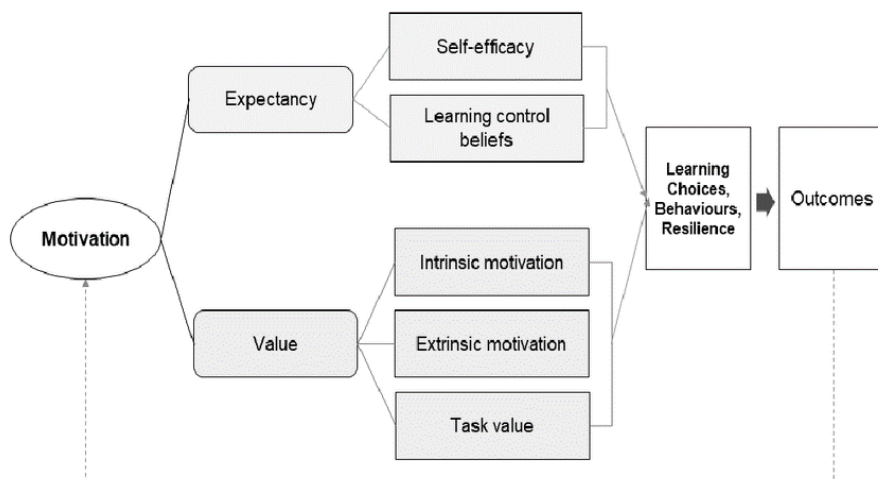 Self-efficacy
Expectancy
Learning control
beliefs
Learning
Choices,
Behaviours,
Resilience
Outcomes
Motivation
Intrinsic motivation
Value
Extrinsic motivation
Task value